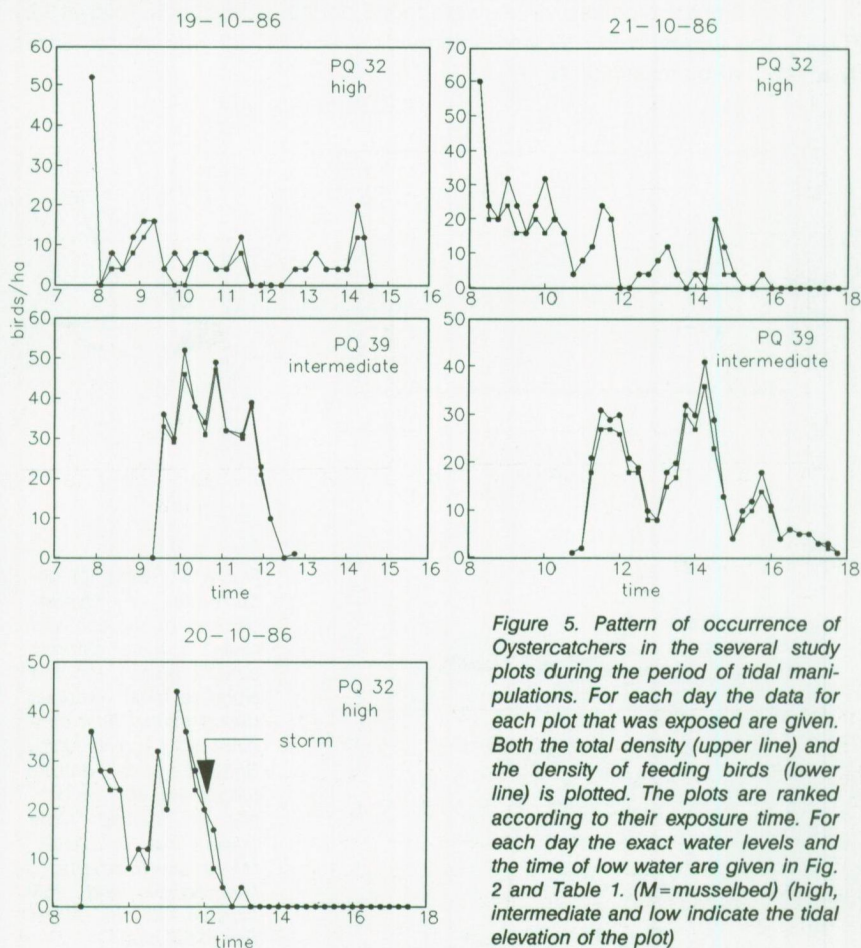 19-10-86
PQ 32
high
60
50
40
30
20
10
0
7 8 9 10 11 12 13 14 15 16
birds/ha
21-10-86
PQ 32
high
70
60
50
40
30
20
10
0
10 12 14 16 18
PQ 39
intermediate
60
50
40
30
20
10
0
7 8 9 10 11 12 13 14 15 16
time
PQ 39
intermediate
50
40
30
20
10
0
8 10 12 14 16 18
time
20-10-86
PQ 32
high
storm
50
40
30
20
10
0
8 10 12 14 16 18
time
Figure 5. Pattern of occurrence of
Oystercatchers in the several study
plots during the period of tidal mani-
pulations. For each day the data for
each plot that was exposed are given.
Both the total density (upper line) and
the density of feeding birds (lower
line) is plotted. The plots are ranked
according to their exposure time. For
each day the exact water levels and
the time of low water are given in Fig.
2 and Table 1. (M=musselbed) (high,
intermediate and low indicate the tidal
elevation of the plot)